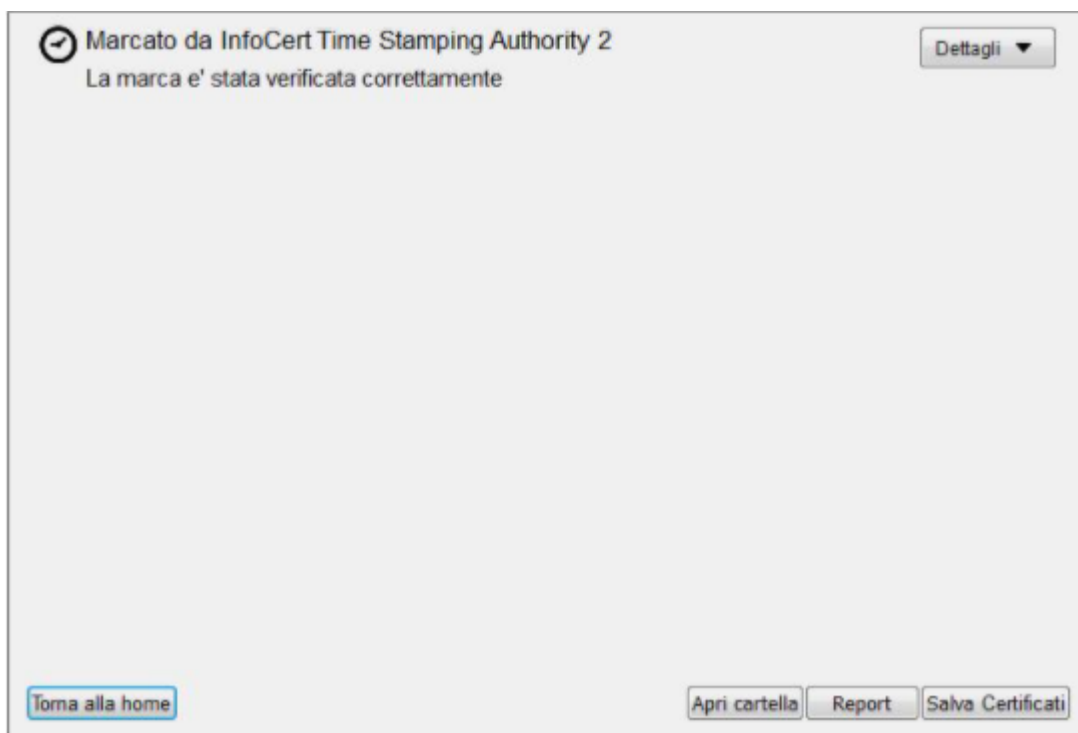 Marcato da InfoCert Time Stamping Authority 2
Dettagli
La marca e' stata verificata correttamente
Torna alla home
Apri cartella
Report
Salva Certificati